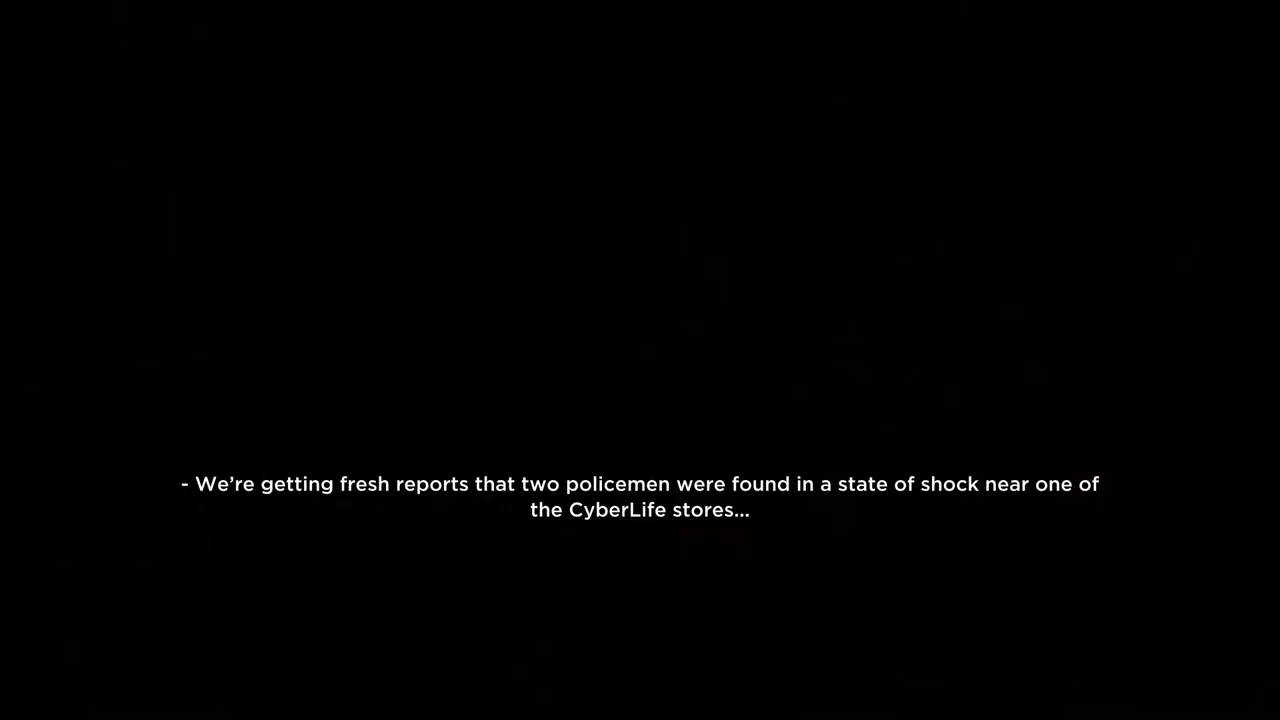 - We’re getting fresh reports that two policemen were found in a state of shock near one of
the CyberLife stores...